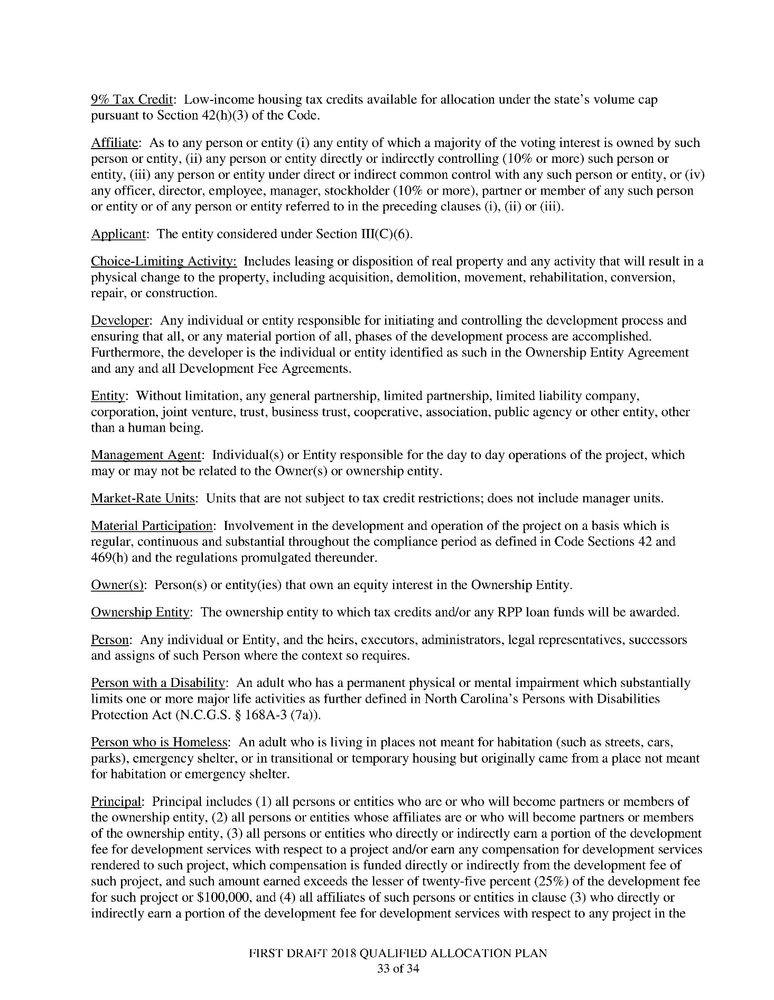 9% Tax Credit:  Low-income housing tax credits available for allocation under the state's volume cap
pursuant to Section 42(h)(3) of the Code.
Affiliate:  As to any person or entity (i) any entity of which a majority of the voting interest is owned by such
person or entity, (ii) any person or entity directly or indirectly controlling (10% or more) such person or
entity, (iii) any person or entity under direct or indirect common control with any such person or entity, or (iv)
any officer, director, employee, manager, stockholder (10% or more), partner or member of any such person
or entity or of any person or entity referred to in the preceding clauses (i), (ii) or (iii).
Applicant:  The entity considered under Section III(C)(6).
Choice-Limiting Activity:  Includes leasing or disposition of real property and any activity that will result in a
physical change to the property, including acquisition, demolition, movement, rehabilitation, conversion,
repair, or construction.
Developer:  Any individual or entity responsible for initiating and controlling the development process and
ensuring that all, or any material portion of all, phases of the development process are accomplished.
Furthermore, the developer is the individual or entity identified as such in the Ownership Entity Agreement
and any and all Development Fee Agreements.
Entity:  Without limitation, any general partnership, limited partnership, limited liability company,
corporation, joint venture, trust, business trust, cooperative, association, public agency or other entity, other
than a human being.
Management Agent:  Individual(s) or Entity responsible for the day to day operations of the project, which
may or may not be related to the Owner(s) or ownership entity.
Market-Rate Units:  Units that are not subject to tax credit restrictions; does not include manager units.
Material Participation:  Involvement in the development and operation of the project on a basis which is
regular, continuous and substantial throughout the compliance period as defined in Code Sections 42 and
469(h) and the regulations promulgated thereunder.
Owner(s):  Person(s) or entity(ies) that own an equity interest in the Ownership Entity.
Ownership Entity:  The ownership entity to which tax credits and/or any RPP loan funds will be awarded.
Person:  Any individual or Entity, and the heirs, executors, administrators, legal representatives, successors
and assigns of such Person where the context so requires.
Person with a Disability:  An adult who has a permanent physical or mental impairment which substantially
limits one or more major life activities as further defined in North Carolina's Persons with Disabilities
Protection Act (N.C.G.S. § 168A-3 (7a)).
Person who is Homeless:  An adult who is living in places not meant for habitation (such as streets, cars,
parks), emergency shelter, or in transitional or temporary housing but originally came from a place not meant
for habitation or emergency shelter.
Principal:  Principal includes (1) all persons or entities who are or who will become partners or members of
the ownership entity, (2) all persons or entities whose affiliates are or who will become partners or members
of the ownership entity, (3) all persons or entities who directly or indirectly earn a portion of the development
fee for development services with respect to a project and/or earn any compensation for development services
rendered to such project, which compensation is funded directly or indirectly from the development fee of
such project, and such amount earned exceeds the lesser of twenty-five percent (25%) of the development fee
for such project or $100,000, and (4) all affiliates of such persons or entities in clause (3) who directly or
indirectly earn a portion of the development fee for development services with respect to any project in the
FIRST DRAFT 2018 QUALIFIED ALLOCATION PLAN
33 of 34